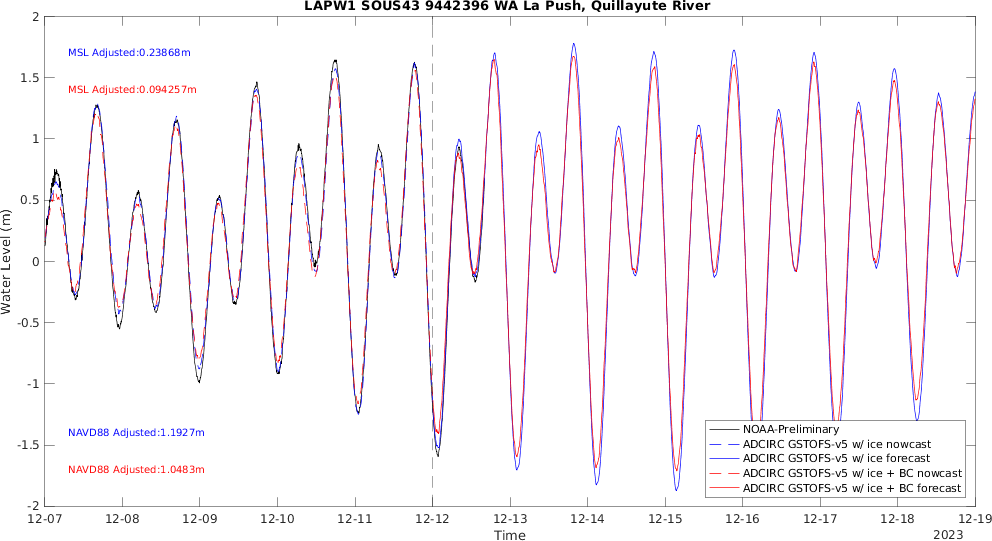 LAPW1 SOUS43 9442396 WA La Push, Quillayute River
2
1.5
1
0.5
0
-0.5
-1
-1.5
-2
Water Level (m)
MSL Adjusted:0.23868m
MSL Adjusted:0.094257m
NAVD88 Adjusted:1.1927m
NAVD88 Adjusted:1.0483m
NOAA-Preliminary
ADCIRC GSTOFS-v5 w/ ice nowcast
ADCIRC GSTOFS-v5 w/ ice forecast
ADCIRC GSTOFS-v5 w/ ice + BC nowcast
ADCIRC GSTOFS-v5 w/ ice + BC forecast
12-07 12-08 12-09 12-10 12-11 12-12 12-13 12-14 12-15 12-16 12-17 12-18 12-19
Time
2023